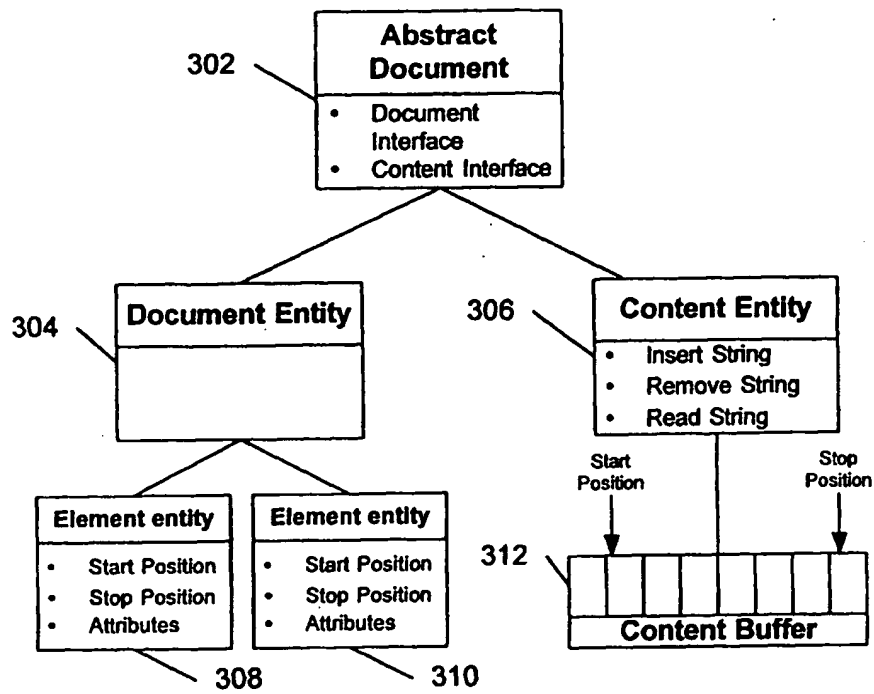 Abstract
Document
302
• Document
Interface
• Content Interface
304
Document Entity
306
Content Entity
• Insert String
• Remove String
• Read String
Start
Position
Stop
Position
Element entity
• Start Position
• Stop Position
• Attributes
Element entity
• Start Position
• Stop Position
• Attributes
312
Content Buffer
308
310